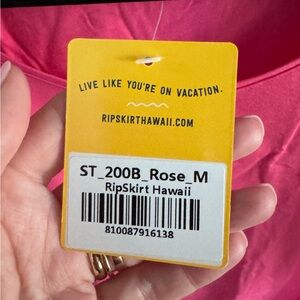 LIVE LIKE YOU'RE ON VACATION.
RIPSKIRTHAWAII.COM
ST_200B_Rose_M
RipSkirt Hawaii
810087916138